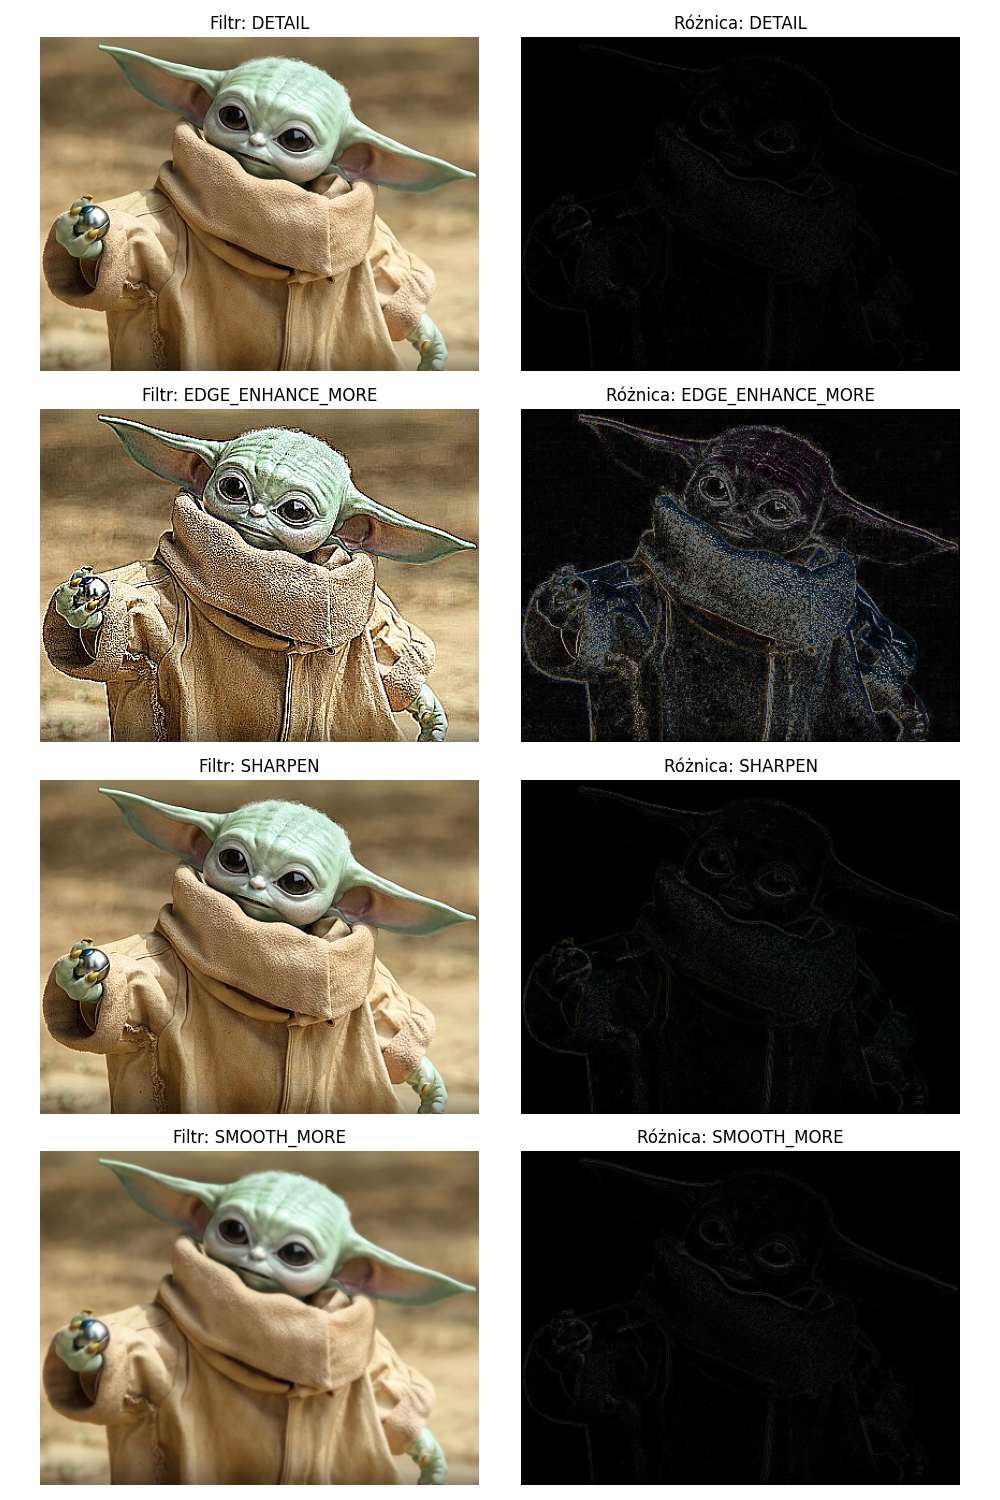 Filtr: DETAIL
Różnica: DETAIL
Filtr: EDGE_ENHANCE_MORE
Różnica: EDGE_ENHANCE_MORE
Filtr: SHARPEN
Różnica: SHARPEN
Filtr: SMOOTH_MORE
Różnica: SMOOTH_MORE